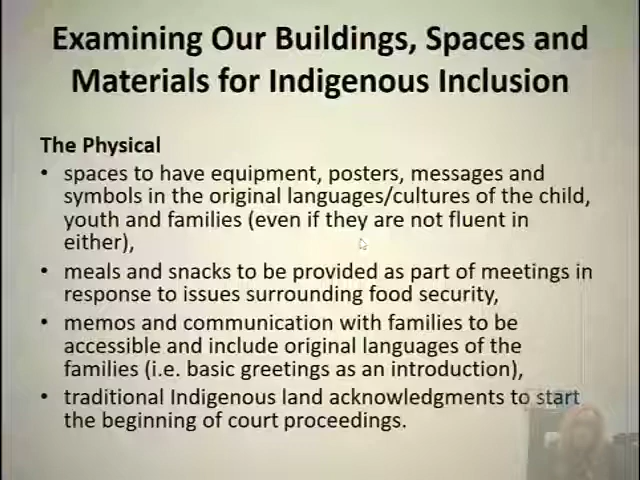 Examining Our Buildings, Spaces and
Materials for Indigenous Inclusion
The Physical
• spaces to have equipment, posters, messages and
symbols in the original languages/cultures of the child,
youth and families (even if they are not fluent in
either),
• meals and snacks to be provided as part of meetings in
response to issues surrounding food security,
• memos and communication with families to be
accessible and include original languages of the
families (i.e. basic greetings as an introduction),
• traditional Indigenous land acknowledgments to start
the beginning of court proceedings.